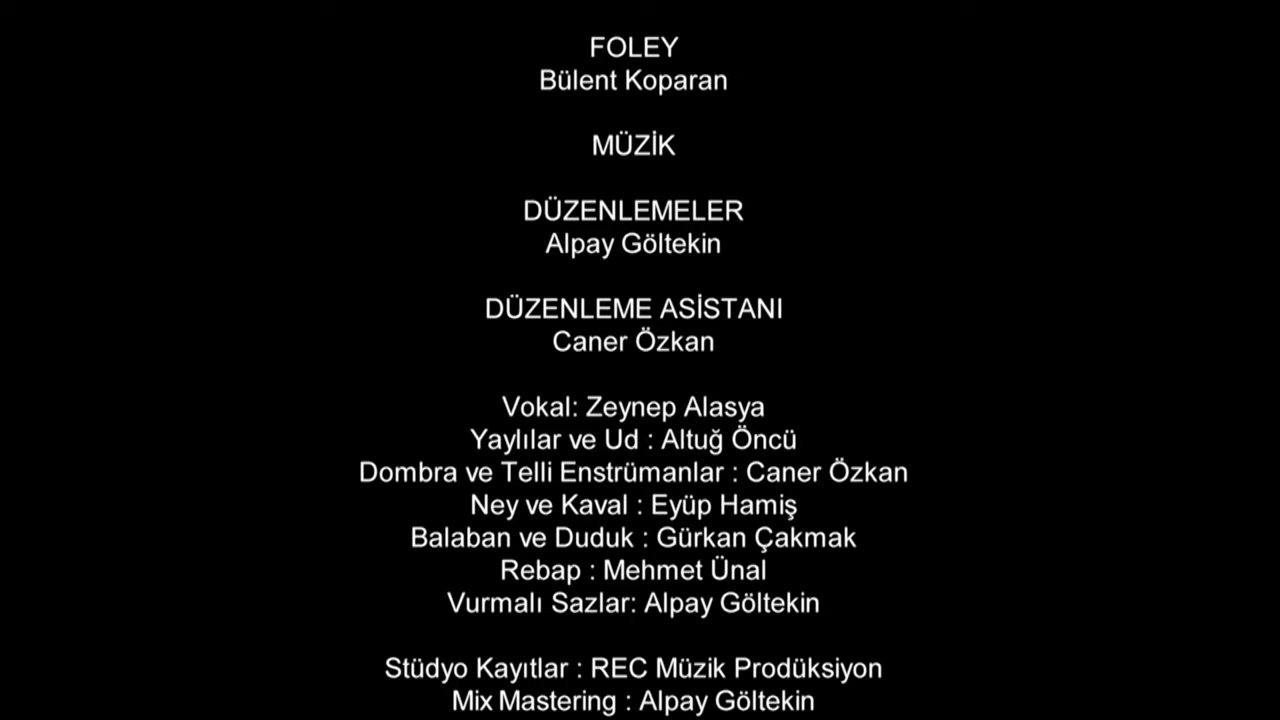 FOLEY
Bülent Koparan
MÜZİK
DÜZENLEMELER
Alpay Göltekin
DÜZENLEME ASİSTANI
Caner Özkan
Vokal: Zeynep Alasya
Yaylılar ve Ud : Altuğ Öncü
Dombra ve Telli Enstrümanlar : Caner Özkan
Ney ve Kaval : Eyüp Hamiş
Balaban ve Duduk : Gürkan Çakmak
Rebap : Mehmet Ünal
Vurmalı Sazlar: Alpay Göltekin
Stüdyo Kayıtlar : REC Müzik Prodüksiyon
Mix Mastering : Alpay Göltekin